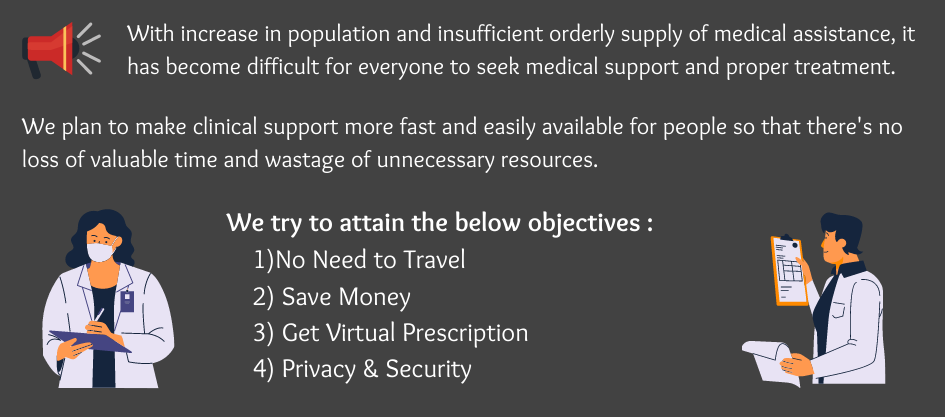 With increase in population and insufficient orderly supply of medical assistance, it
has become difficult for everyone to seek medical support and proper treatment.
We plan to make clinical support more fast and easily available for people so that there's no
loss of valuable time and wastage of unnecessary resources.
We try to attain the below objectives :
1)No Need to Travel
2) Save Money
3) Get Virtual Prescription
4) Privacy & Security